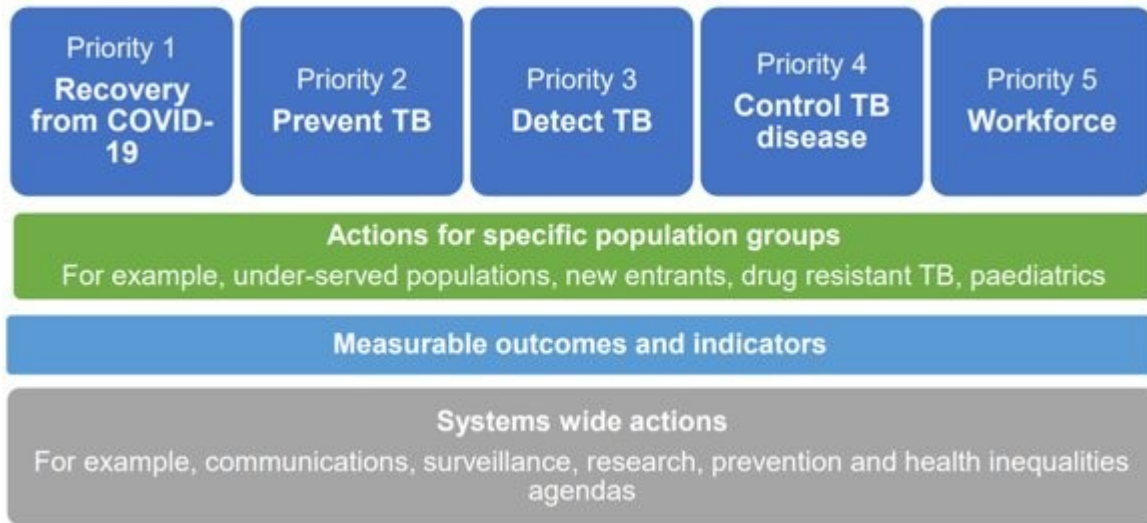 Priority 1
Recovery
from COVID-
19
Priority 2
Prevent TB
Priority 3
Detect TB
Priority 4
Control TB
disease
Priority 5
Workforce
Actions for specific population groups
For example, under-served populations, new entrants, drug resistant TB, paediatrics
Measurable outcomes and indicators
Systems wide actions
For example, communications, surveillance, research, prevention and health inequalities
agendas